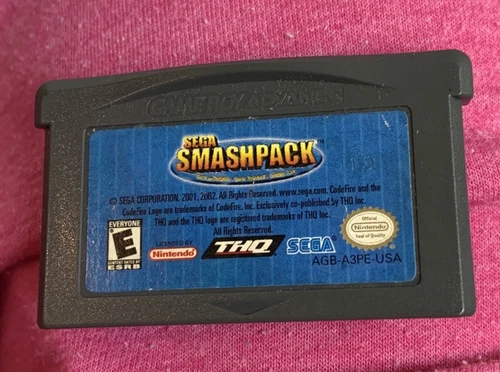 GAME BOY ADVANCE
SEGA
SMASHPACK
© SEGA CORPORATION, 2001, 2002. All Rights Reserved. www.sega.com. CodeFire and the
CodeFire Logo are trademarks of CodeFire, Inc. Exclusively co-published by THQ Inc.
THQ and the THQ logo are registered trademarks of THQ Inc.
All Rights Reserved.
EVERYONE
E
CONTENT RATED BY
ESRB
LICENSED BY
Nintendo
THQ
SEGA
Official
Nintendo
Seal of Quality
AGB-A3PE-USA